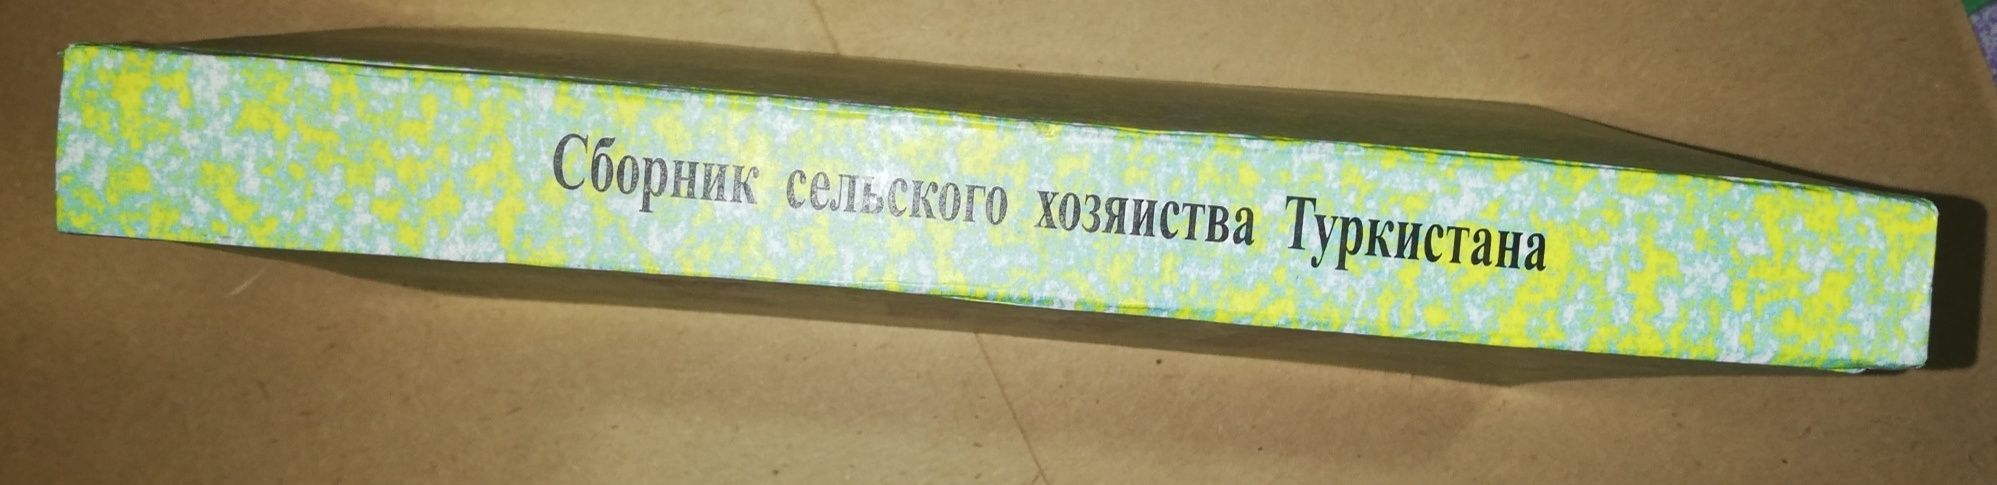 Сборник сельского хозяиства Туркистана